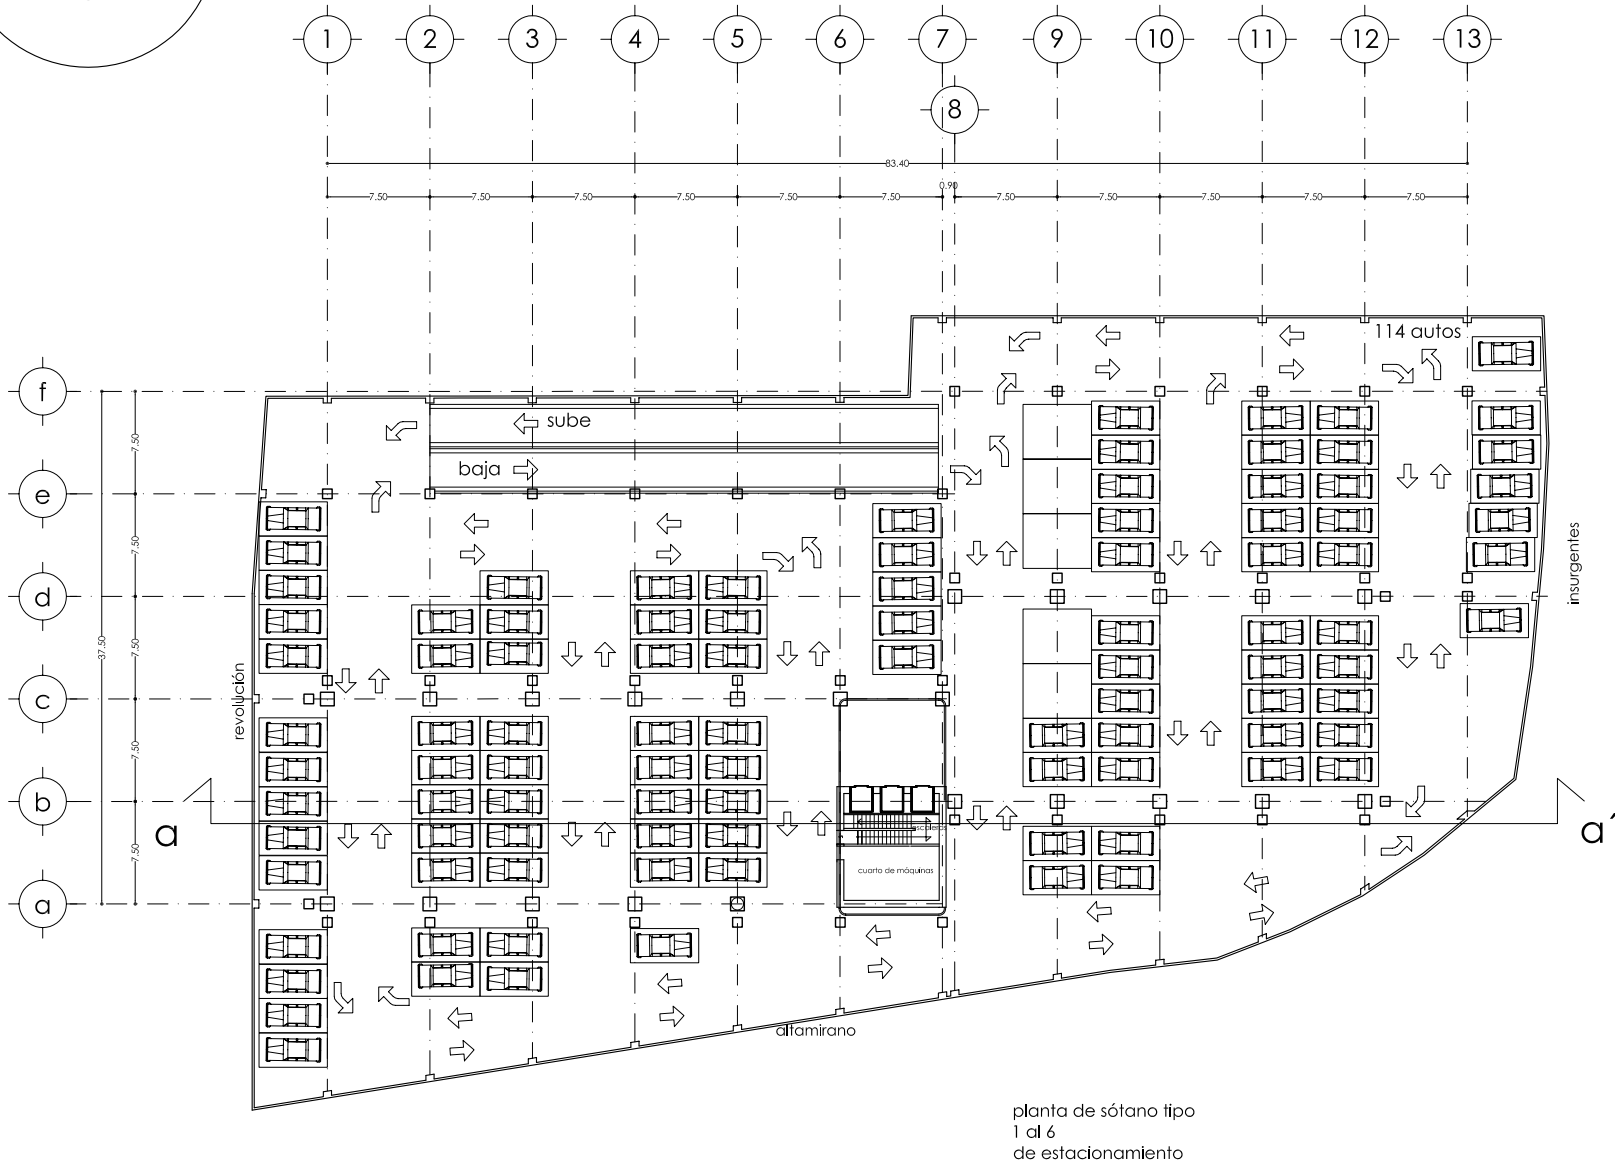 1 2 3 4 5 6 7 9 10 11 12 13
8
83.40
0.90
7.50 7.50 7.50 7.50 7.50 7.50 7.50 7.50 7.50 7.50 7.50
114 autos
f
sube
7.50
baja
e
insurgentes
7.50
d
37.50
7.50
revolución
c
7.50
b
a
a´
escaleras
7.50
cuarto de máquinas
a
altamirano
planta de sótano tipo
1 al 6
de estacionamiento